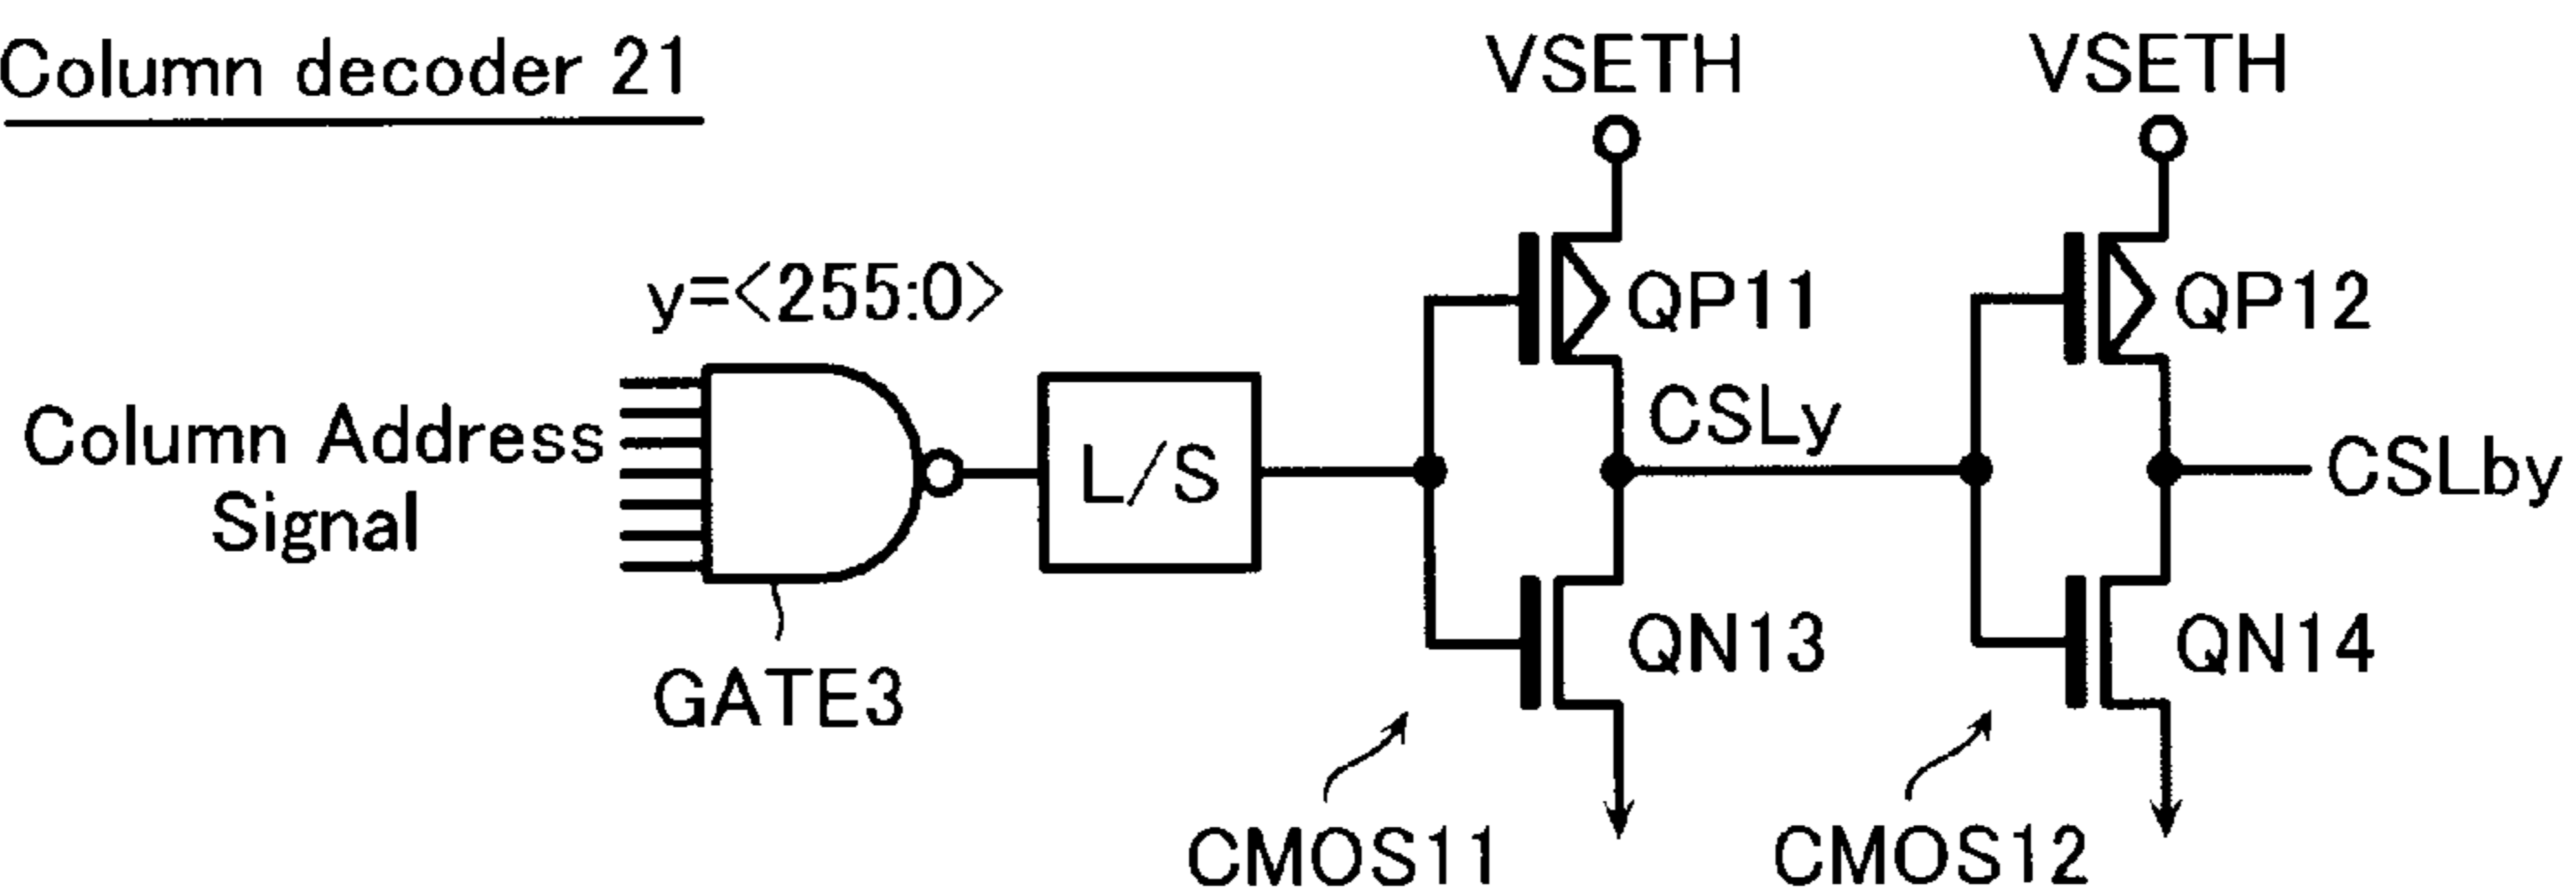 Column decoder 21
VSETH
VSETH
y=<255:0>
QP11
QP12
Column Address
Signal
L/S
CSLy
CSLby
QN13
QN14
GATE3
CMOS11
CMOS12